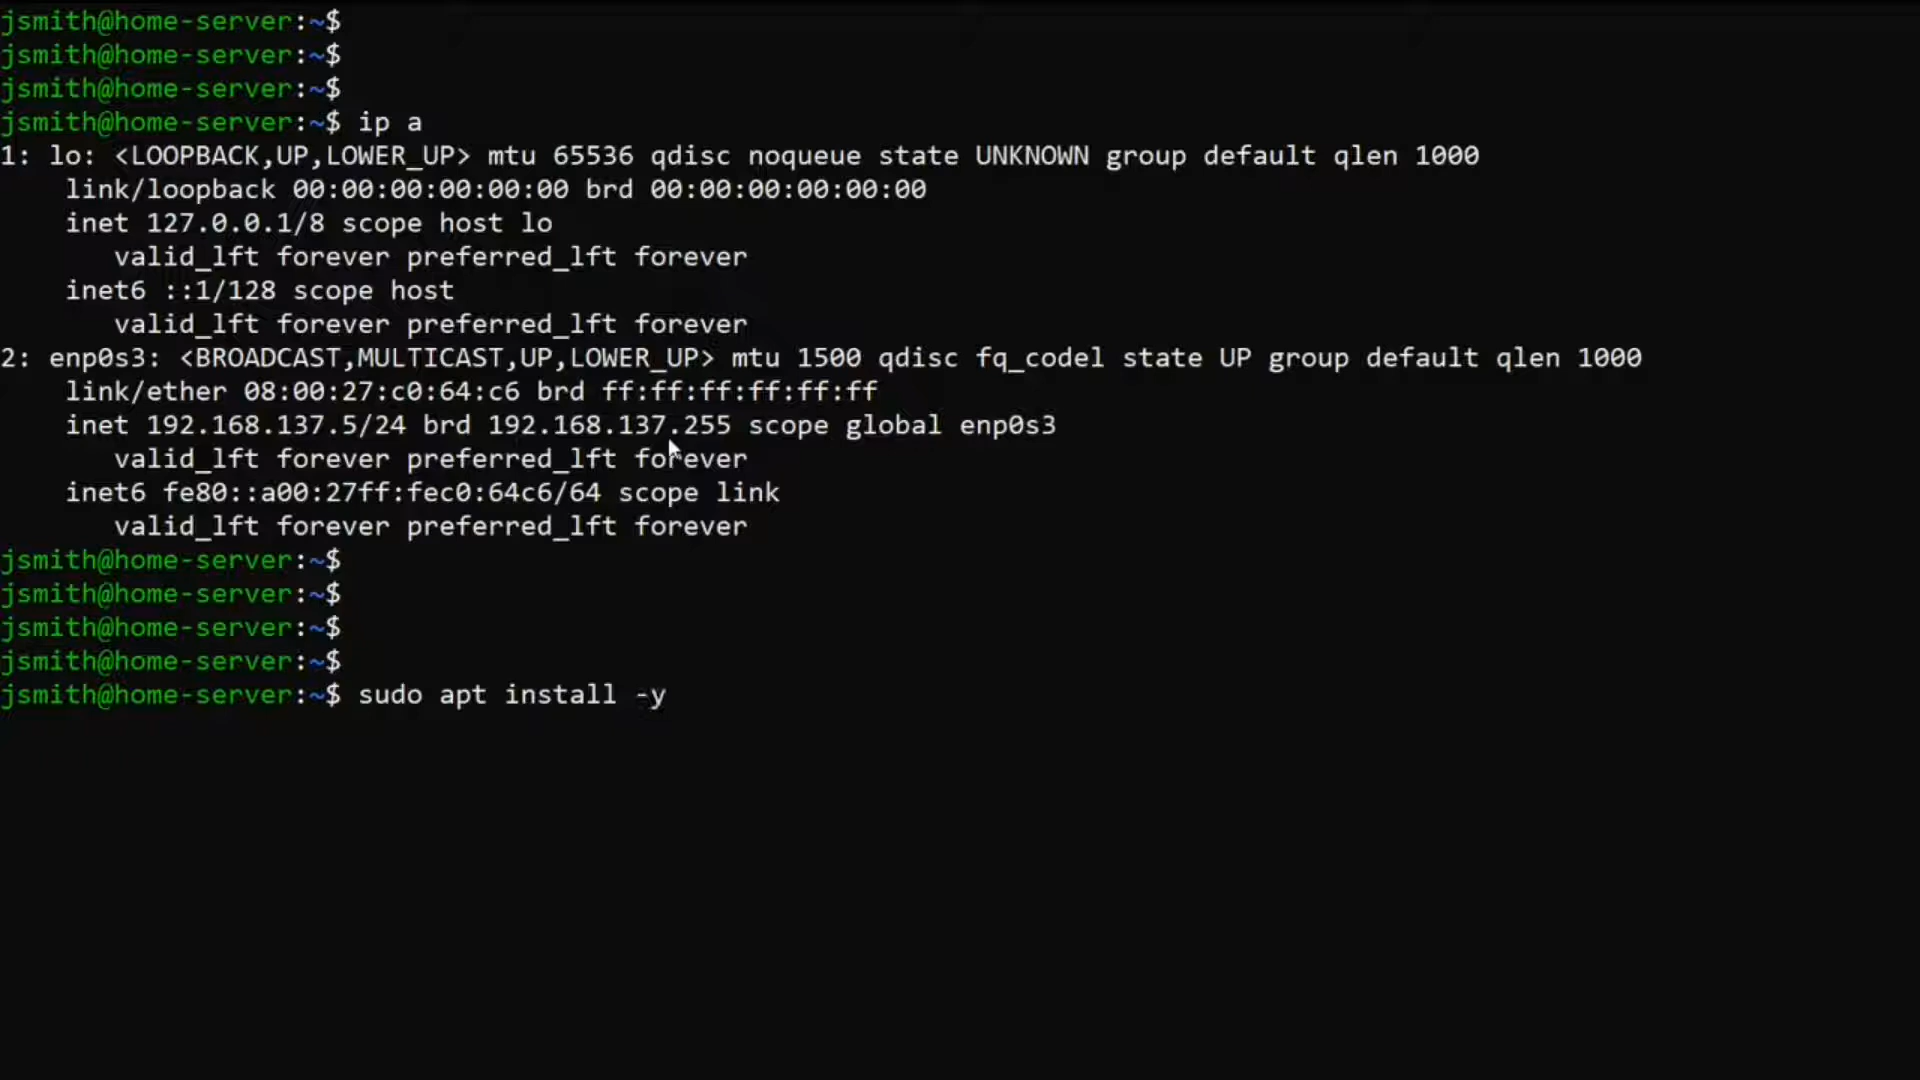 jsmith@home-server:~$
jsmith@home-server:~$
jsmith@home-server:~$
jsmith@home-server:~$ ip a
1: lo: <LOOPBACK,UP,LOWER_UP> mtu 65536 qdisc noqueue state UNKNOWN group default qlen 1000
    link/loopback 00:00:00:00:00:00 brd 00:00:00:00:00:00
    inet 127.0.0.1/8 scope host lo
       valid_lft forever preferred_lft forever
    inet6 ::1/128 scope host
       valid_lft forever preferred_lft forever
2: enp0s3: <BROADCAST,MULTICAST,UP,LOWER_UP> mtu 1500 qdisc fq_codel state UP group default qlen 1000
    link/ether 08:00:27:c0:64:c6 brd ff:ff:ff:ff:ff:ff
    inet 192.168.137.5/24 brd 192.168.137.255 scope global enp0s3
       valid_lft forever preferred_lft forever
    inet6 fe80::a00:27ff:fec0:64c6/64 scope link
       valid_lft forever preferred_lft forever
jsmith@home-server:~$
jsmith@home-server:~$
jsmith@home-server:~$
jsmith@home-server:~$
jsmith@home-server:~$ sudo apt install -y